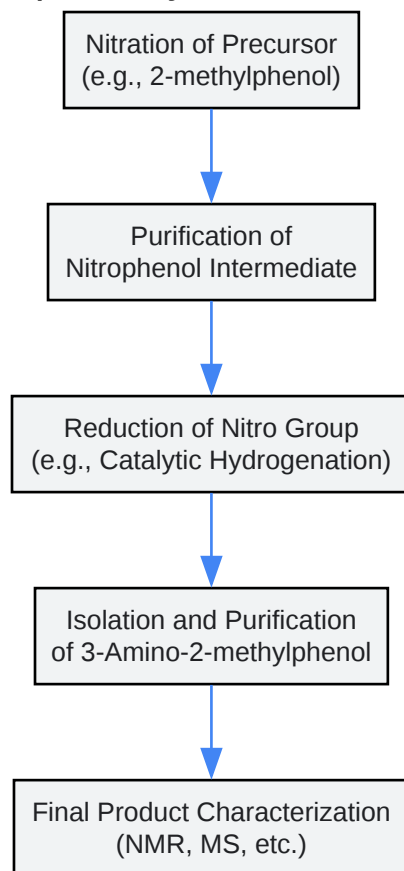 Nitration of Precursor
(e.g., 2-methylphenol)
Purification of
Nitrophenol Intermediate
Reduction of Nitro Group
(e.g., Catalytic Hydrogenation)
Isolation and Purification
of 3-Amino-2-methylphenol
Final Product Characterization
(NMR, MS, etc.)